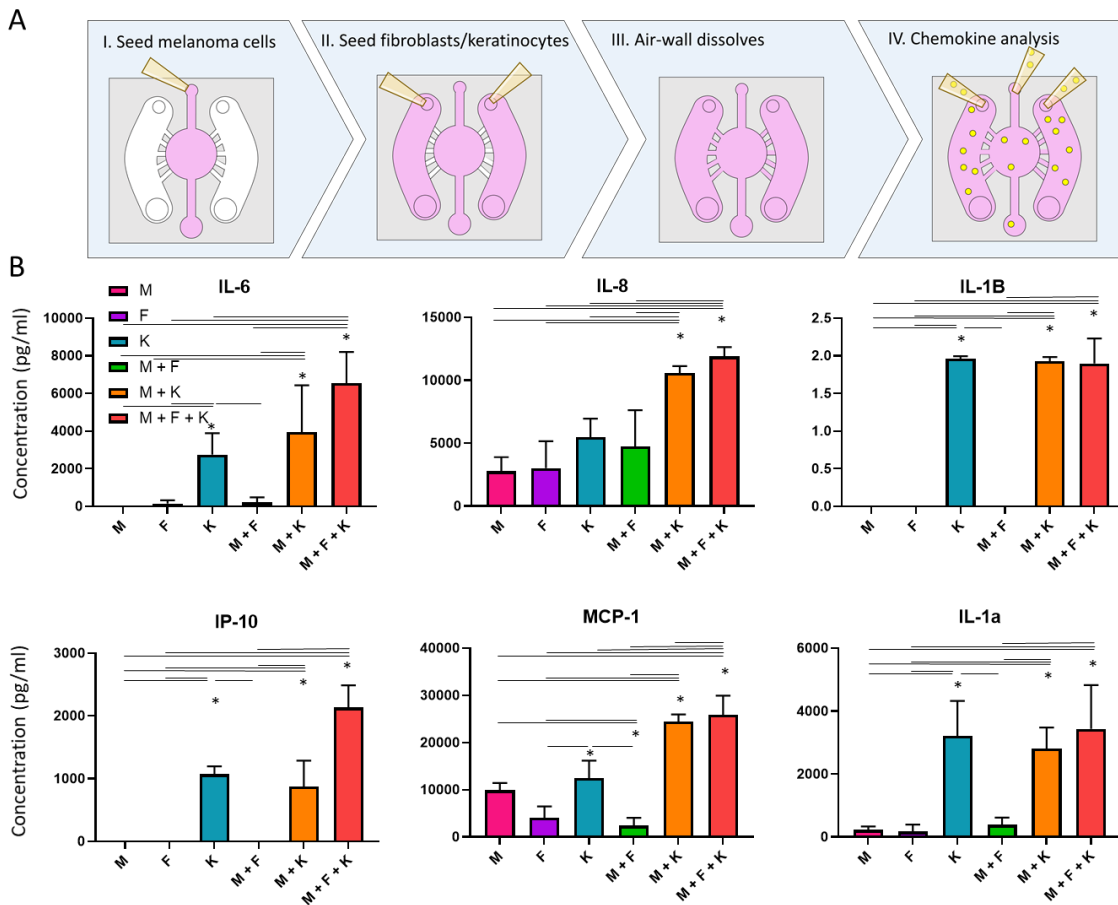 A
I. Seed melanoma cells
II. Seed fibroblasts/keratinocytes
III. Air-wall dissolves
IV. Chemokine analysis
B
IL-6
M
F
K
M + F
M + K
M + F + K
Concentration (pg/ml)
10000
8000
6000
4000
2000
0
*
*
*
M
F
K
M + F
M + K
M + F + K
IL-8
15000
10000
5000
0
*
*
M
F
K
M + F
M + K
M + F + K
IL-1B
2.5
2.0
1.5
1.0
0.5
0.0
*
*
*
M
F
K
M + F
M + K
M + F + K
IP-10
Concentration (pg/ml)
3000
2000
1000
0
*
*
*
M
F
K
M + F
M + K
M + F + K
MCP-1
40000
30000
20000
10000
0
*
*
*
*
M
F
K
M + F
M + K
M + F + K
IL-1a
6000
4000
2000
0
*
*
*
M
F
K
M + F
M + K
M + F + K